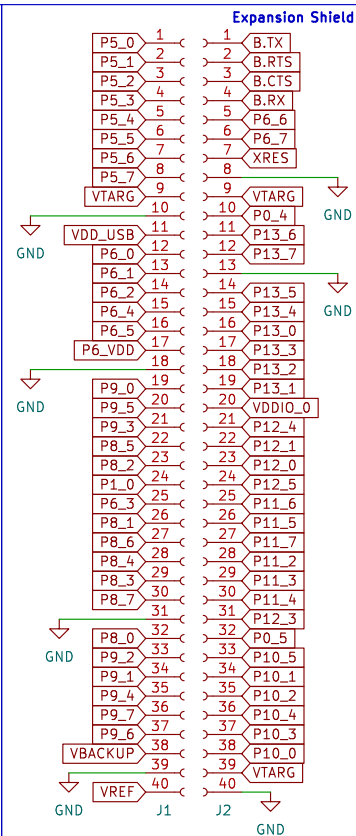 Expansion Shield
P5_0 1 1 B.TX
P5_1 2 2 B.RTS
P5_2 3 3 B.CTS
P5_3 4 4 B.RX
P5_4 5 5 P6_6
P5_5 6 6 P6_7
P5_6 7 7 XRES
P5_7 8 8 GND
VTARG 9 9 VTARG
GND 10 10 P0_4
VDD_USB 11 11 P13_6
P6_0 12 12 P13_7
P6_1 13 13 GND
P6_2 14 14 P13_5
P6_4 15 15 P13_4
P6_5 16 16 P13_0
P6_VDD 17 17 P13_3
GND 18 18 P13_2
P9_0 19 19 P13_1
P9_5 20 20 VDDIO_0
P9_3 21 21 P12_4
P8_5 22 22 P12_1
P8_2 23 23 P12_0
P1_0 24 24 P12_5
P6_3 25 25 P11_6
P8_1 26 26 P11_5
P8_6 27 27 P11_7
P8_4 28 28 P11_2
P8_3 29 29 P11_3
P8_7 30 30 P11_4
GND 31 31 P12_3
P8_0 32 32 P0_5
P9_2 33 33 P10_5
P9_1 34 34 P10_1
P9_4 35 35 P10_2
P9_7 36 36 P10_4
P9_6 37 37 P10_3
VBACKUP 38 38 P10_0
GND 39 39 VTARG
VREF 40 40 GND
J1 J2